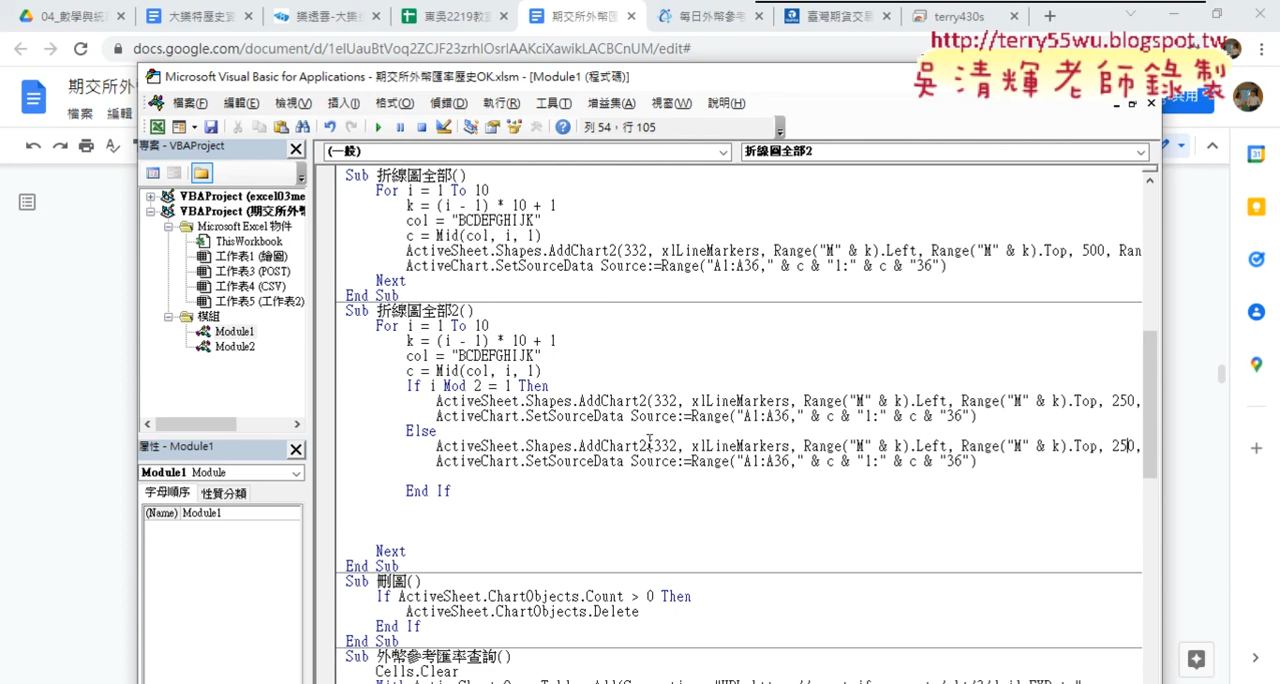 04_數學與統
大樂特歷史資
樂透雲-大樂
東吳2219教室
期交所外幣匯
每日外幣參考
臺灣期貨交易
terry430s
docs.google.com/document/d/1elUauBtVoq2ZCJF23zrhlOsrlAAKciXawikLACBCnUM/edit#
http://terry55wu.blogspot.tw
吳清輝老師錄製
期交所外
檔案 編輯
共用
Microsoft Visual Basic for Applications - 期交所外幣匯率歷史OK.xlsm - [Module1 (程式碼)]
檔案(F) 編輯(E) 檢視(V) 插入(I) 格式(O) 偵錯(D) 執行(R) 工具(T) 增益集(A) 視窗(W) 說明(H)
列 54，行 105
專案 - VBAProject
VBAProject (excel03me
VBAProject (期交所外幣
Microsoft Excel 物件
ThisWorkbook
工作表1 (繪圖)
工作表3 (POST)
工作表4 (CSV)
工作表5 (工作表2)
模組
Module1
Module2
屬性 - Module1
Module1 Module
字母順序 性質分類
(Name) Module1
(一般) 折線圖全部2
Sub 折線圖全部()
For i = 1 To 10
k = (i - 1) * 10 + 1
col = "BCDEFGHIJK"
c = Mid(col, i, 1)
ActiveSheet.Shapes.AddChart2(332, xlLineMarkers, Range("M" & k).Left, Range("M" & k).Top, 500, Ran
ActiveChart.SetSourceData Source:=Range("A1:A36," & c & "1:" & c & "36")
Next
End Sub
Sub 折線圖全部2()
For i = 1 To 10
k = (i - 1) * 10 + 1
col = "BCDEFGHIJK"
c = Mid(col, i, 1)
If i Mod 2 = 1 Then
ActiveSheet.Shapes.AddChart2(332, xlLineMarkers, Range("M" & k).Left, Range("M" & k).Top, 250,
ActiveChart.SetSourceData Source:=Range("A1:A36," & c & "1:" & c & "36")
Else
ActiveSheet.Shapes.AddChart2(332, xlLineMarkers, Range("M" & k).Left, Range("M" & k).Top, 250,
ActiveChart.SetSourceData Source:=Range("A1:A36," & c & "1:" & c & "36")
End If
Next
End Sub
Sub 刪圖()
If ActiveSheet.ChartObjects.Count > 0 Then
ActiveSheet.ChartObjects.Delete
End If
End Sub
Sub 外幣參考匯率查詢()
Cells.Clear